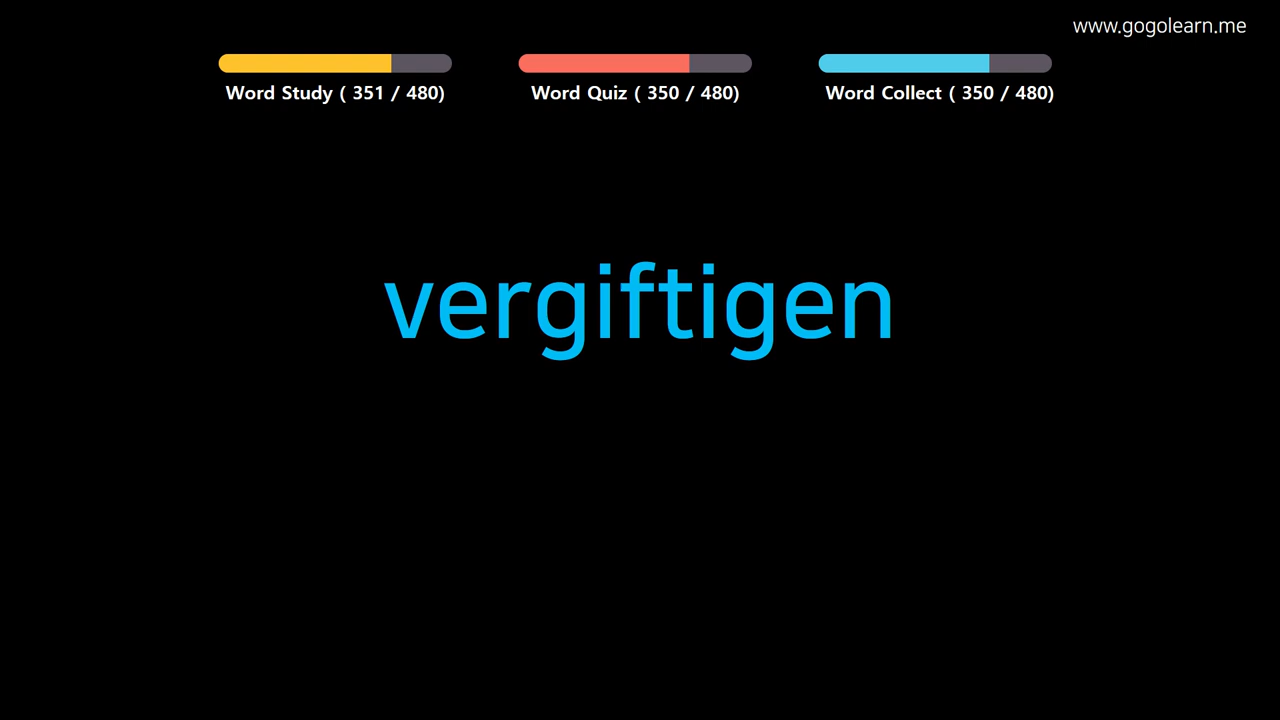 www.gogolearn.me
Word Study ( 351 / 480)
Word Quiz ( 350 / 480)
Word Collect ( 350 / 480)
vergiftigen